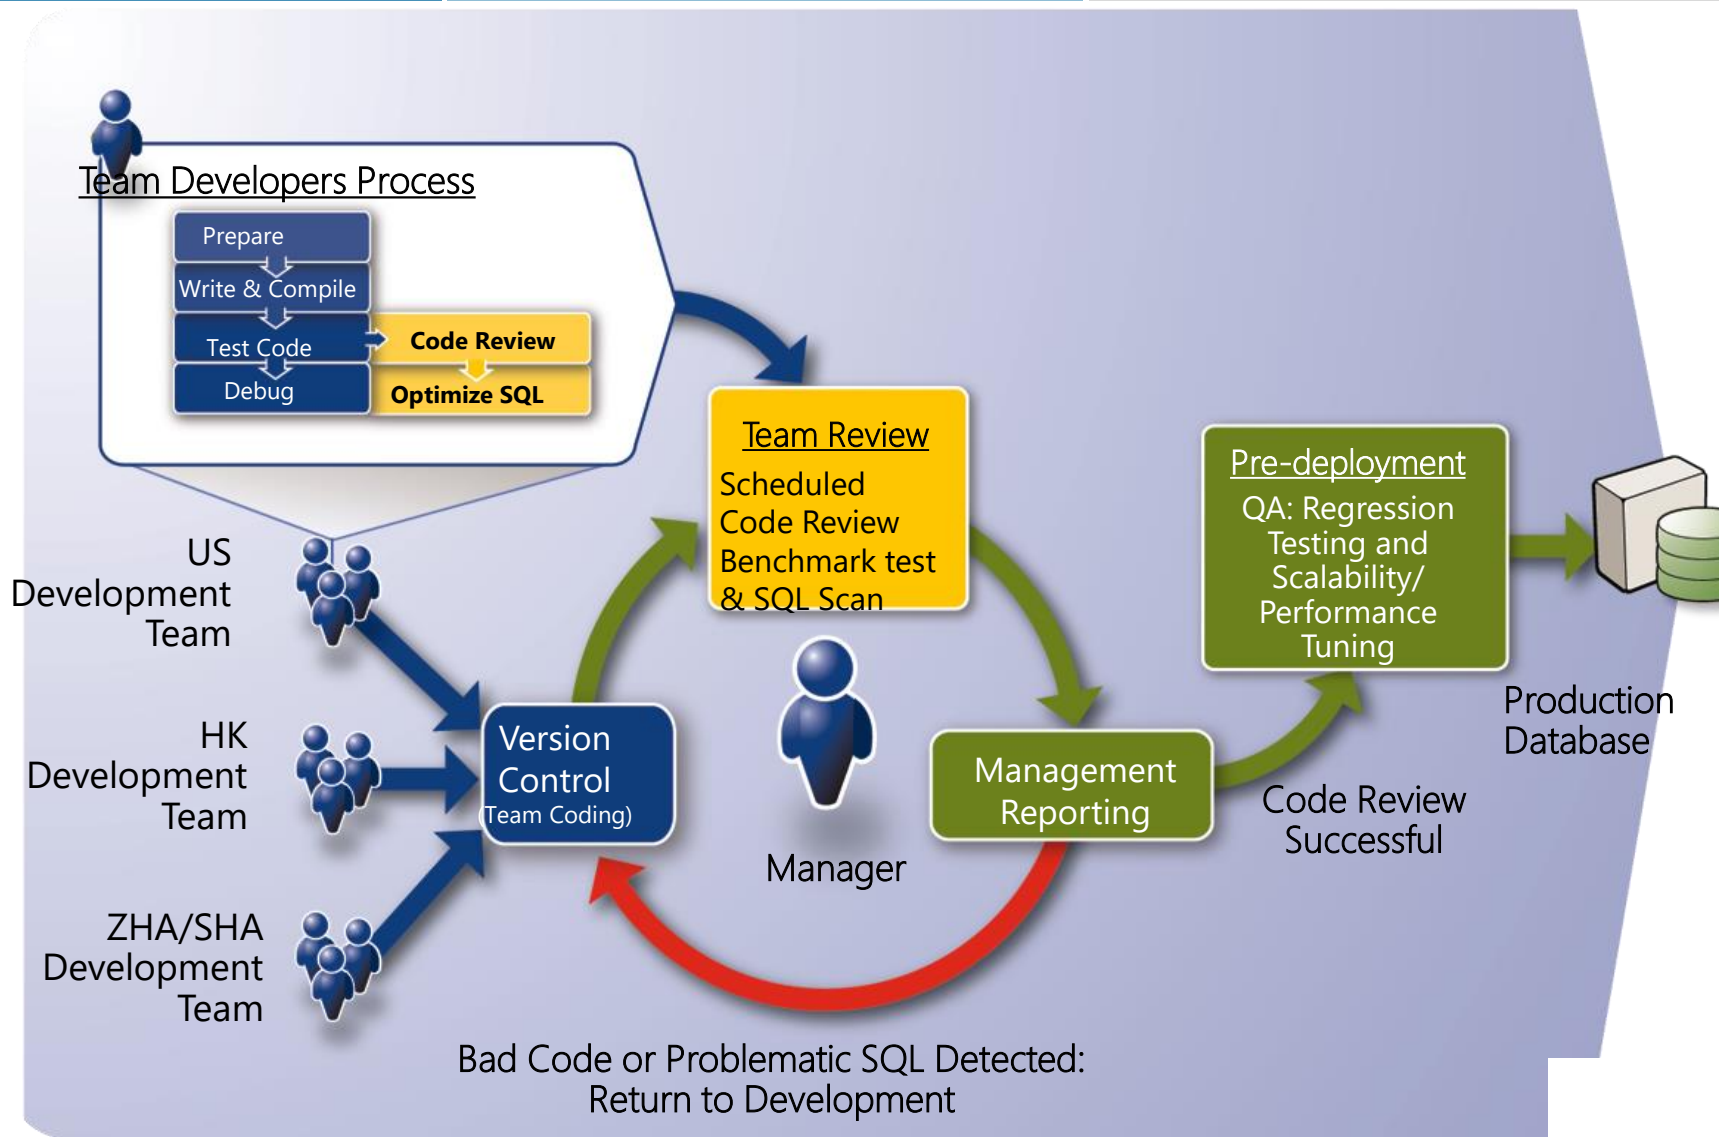 Team Developers Process
Prepare
Write & Compile
Test Code
Debug
Code Review
Optimize SQL
Team Review
Scheduled
Code Review
Benchmark test
& SQL Scan
Pre-deployment
QA: Regression
Testing and
Scalability/
Performance
Tuning
Production
Database
US
Development
Team
HK
Development
Team
ZHA/SHA
Development
Team
Version
Control
(Team Coding)
Manager
Management
Reporting
Code Review
Successful
Bad Code or Problematic SQL Detected:
Return to Development